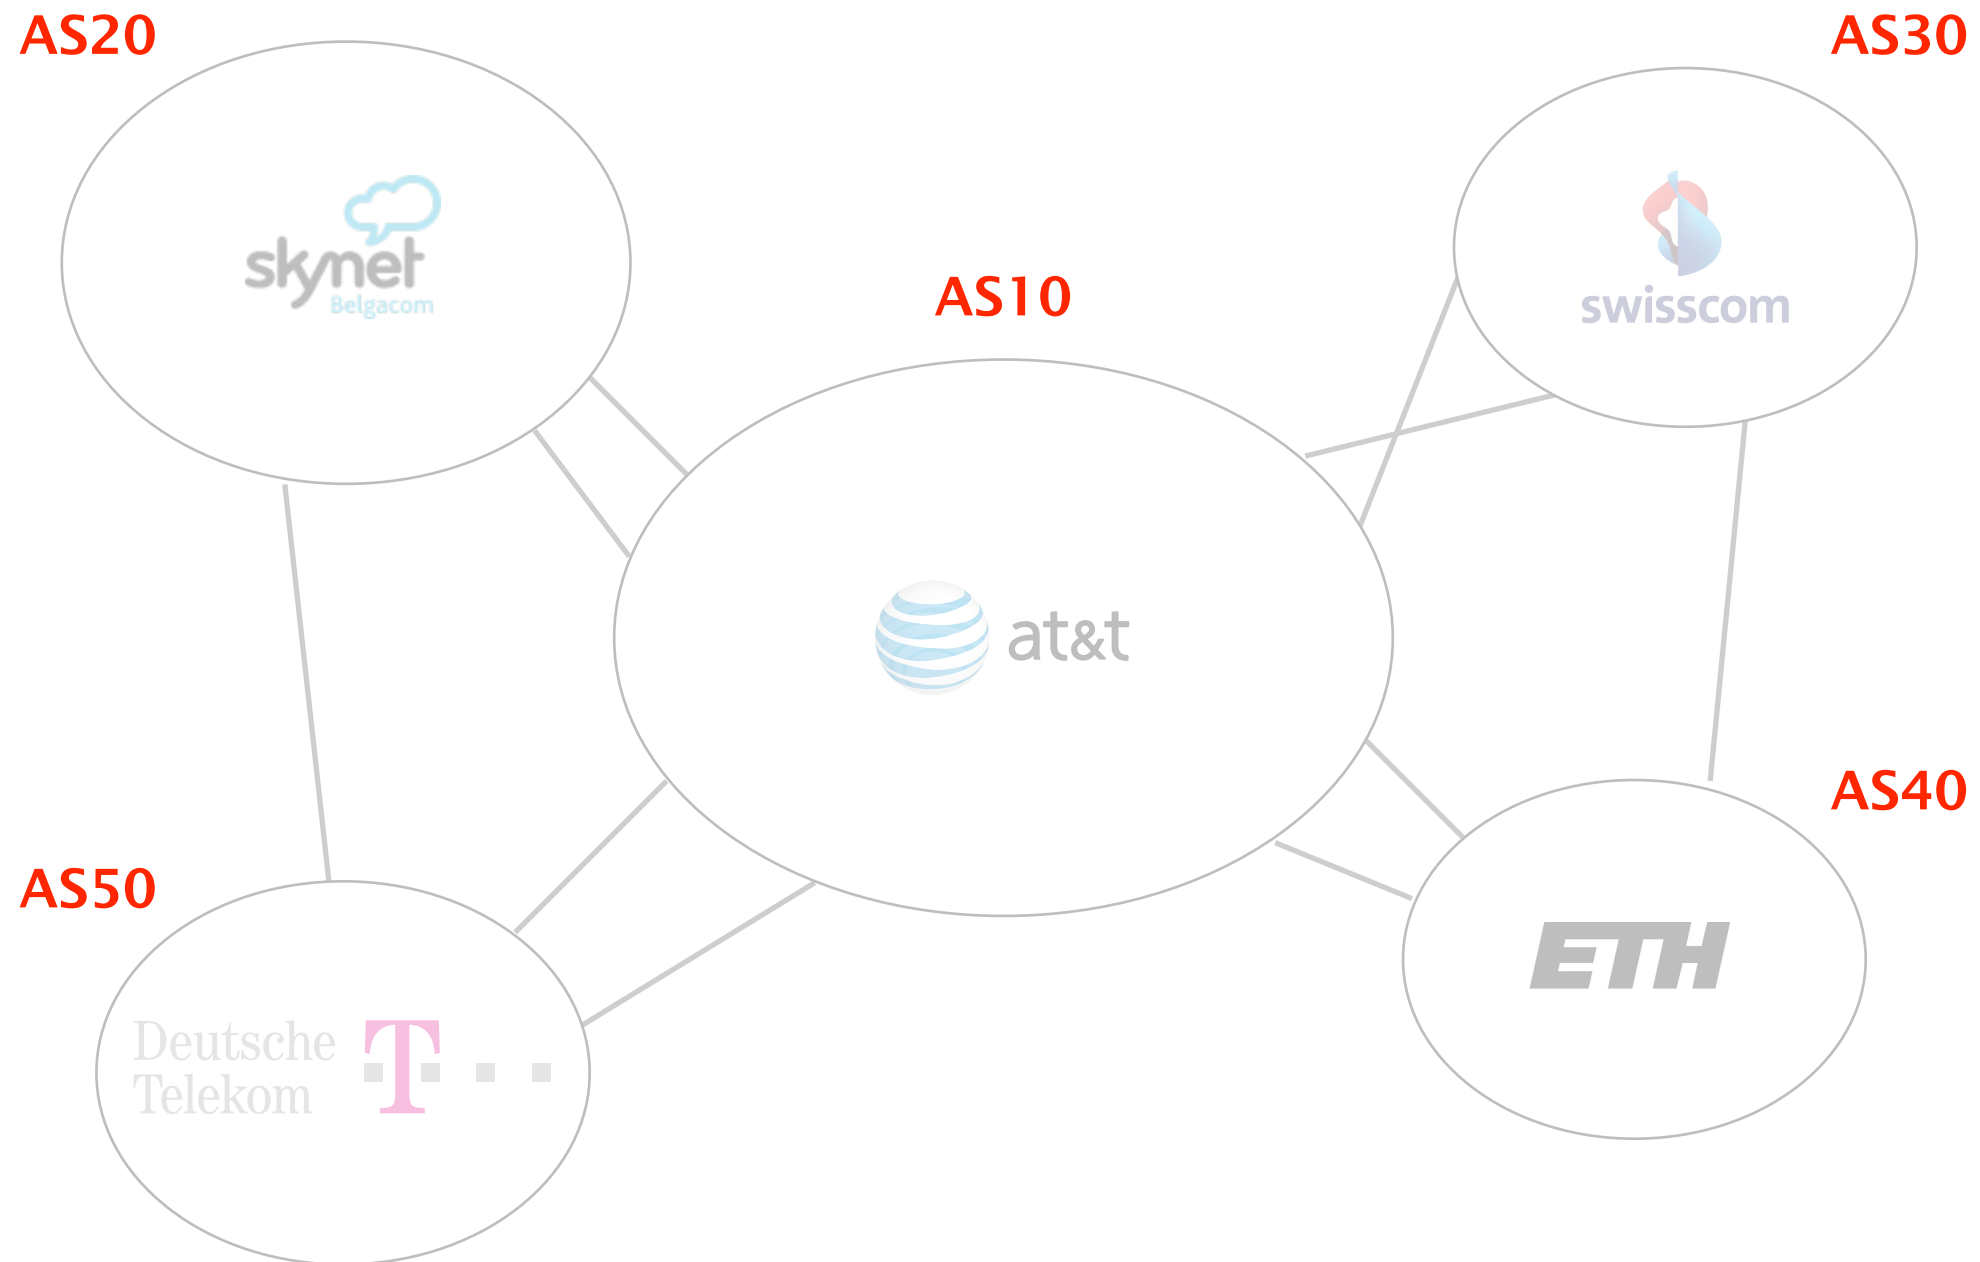 AS20
AS30
skynet
Belgacom
swisscom
AS10
at&t
AS40
ETH
AS50
Deutsche
Telekom
T